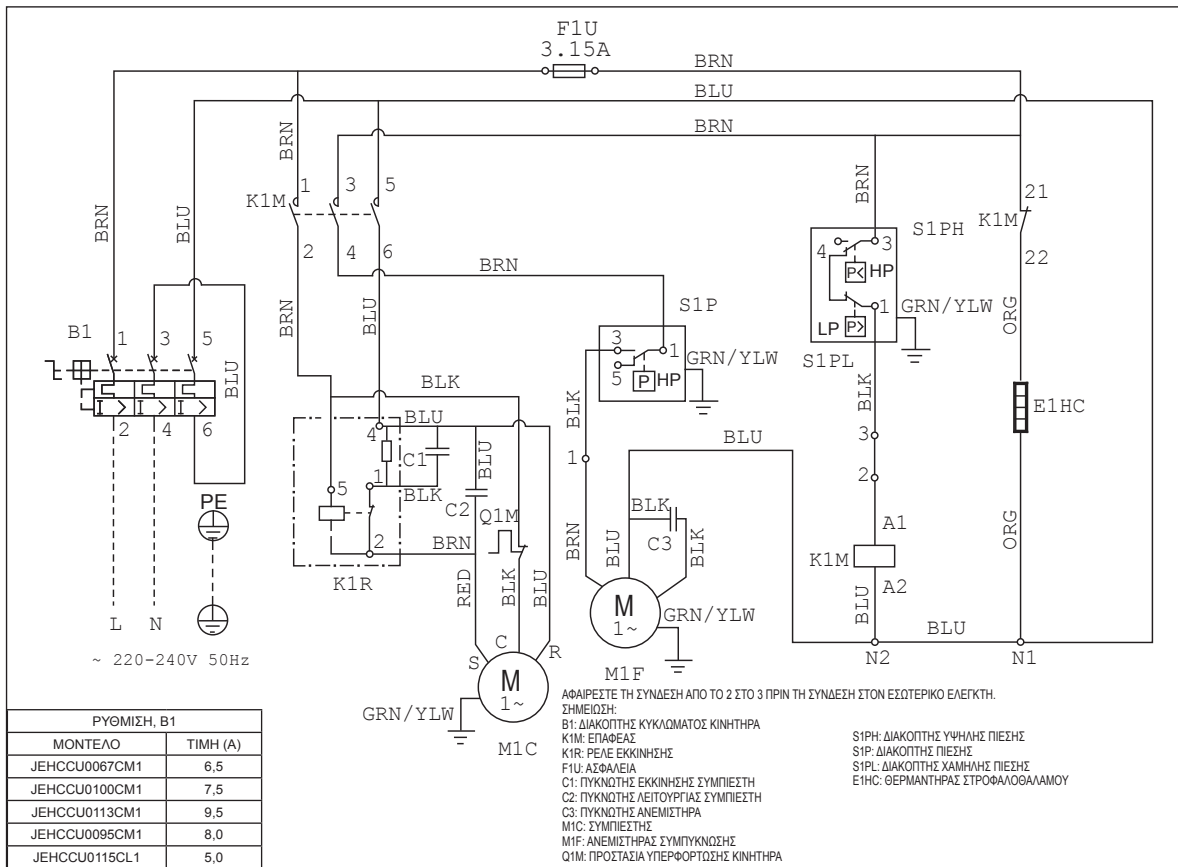 F1U
3.15A
BRN
BLU
BRN
BRN
BRN
BLU
BRN
1 3 5
K1M
2 4 6
BRN
BRN
BLU
21
K1M
22
S1PH
4 3
P< HP
1
LP P>
GRN/YLW
S1PL
ORG
B1
1 3 5
BLU
2 4 6
S1P
3 1
5
P HP
GRN/YLW
BLK
BLU
4
C1
1
BLK
5
BLU
C2
Q1M
2
BRN
K1R
BLK
1
BLU
BLK
3
2
E1HC
PE
L N
~ 220-240V 50Hz
RED
BLK
BLU
BRN
BLU
BLK
C3
BLK
A1
K1M
A2
BLU
ORG
BLU
N2 N1
S C R
M
1~
GRN/YLW
M1C
M
1~
GRN/YLW
M1F
ΡΥΘΜΙΣΗ, B1
ΜΟΝΤΕΛΟ ΤΙΜΗ (A)
JEHCCU0067CM1 6,5
JEHCCU0100CM1 7,5
JEHCCU0113CM1 9,5
JEHCCU0095CM1 8,0
JEHCCU0115CL1 5,0
ΑΦΑΙΡΕΣΤΕ ΤΗ ΣΥΝΔΕΣΗ ΑΠΟ ΤΟ 2 ΣΤΟ 3 ΠΡΙΝ ΤΗ ΣΥΝΔΕΣΗ ΣΤΟΝ ΕΣΩΤΕΡΙΚΟ ΕΛΕΓΚΤΗ.
ΣΗΜΕΙΩΣΗ:
B1: ΔΙΑΚΟΠΤΗΣ ΚΥΚΛΩΜΑΤΟΣ ΚΙΝΗΤΗΡΑ
K1M: ΕΠΑΦΕΑΣ
K1R: ΡΕΛΕ ΕΚΚΙΝΗΣΗΣ
F1U: ΑΣΦΑΛΕΙΑ
C1: ΠΥΚΝΩΤΗΣ ΕΚΚΙΝΗΣΗΣ ΣΥΜΠΙΕΣΤΗ
C2: ΠΥΚΝΩΤΗΣ ΛΕΙΤΟΥΡΓΙΑΣ ΣΥΜΠΙΕΣΤΗ
C3: ΠΥΚΝΩΤΗΣ ΑΝΕΜΙΣΤΗΡΑ
M1C: ΣΥΜΠΙΕΣΤΗΣ
M1F: ΑΝΕΜΙΣΤΗΡΑΣ ΣΥΜΠΥΚΝΩΣΗΣ
Q1M: ΠΡΟΣΤΑΣΙΑ ΥΠΕΡΦΟΡΤΩΣΗΣ ΚΙΝΗΤΗΡΑ
S1PH: ΔΙΑΚΟΠΤΗΣ ΥΨΗΛΗΣ ΠΙΕΣΗΣ
S1P: ΔΙΑΚΟΠΤΗΣ ΠΙΕΣΗΣ
S1PL: ΔΙΑΚΟΠΤΗΣ ΧΑΜΗΛΗΣ ΠΙΕΣΗΣ
E1HC: ΘΕΡΜΑΝΤΗΡΑΣ ΣΤΡΟΦΑΛΟΘΑΛΑΜΟΥ